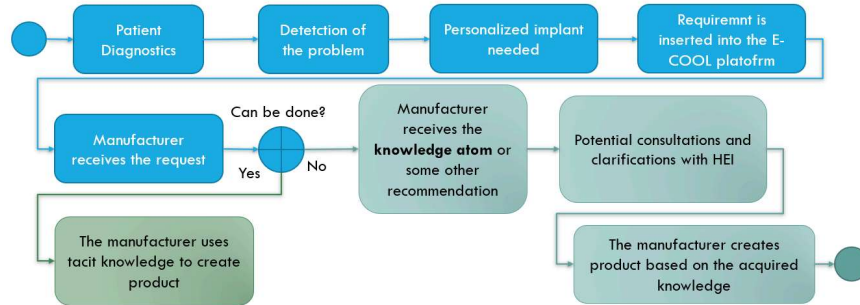 Patient
Diagnostics
Detetction of
the problem
Personalized implant
needed
Requiremnt is
inserted into the E-
COOL platofrm
Manufacturer
receives the request
Can be done?
Yes
No
Manufacturer
receives the
knowledge atom or
some other
recommendation
Potential consultations and
clarifications with HEI
The manufacturer uses
tacit knowledge to create
product
The manufacturer creates
product based on the acquired
knowledge